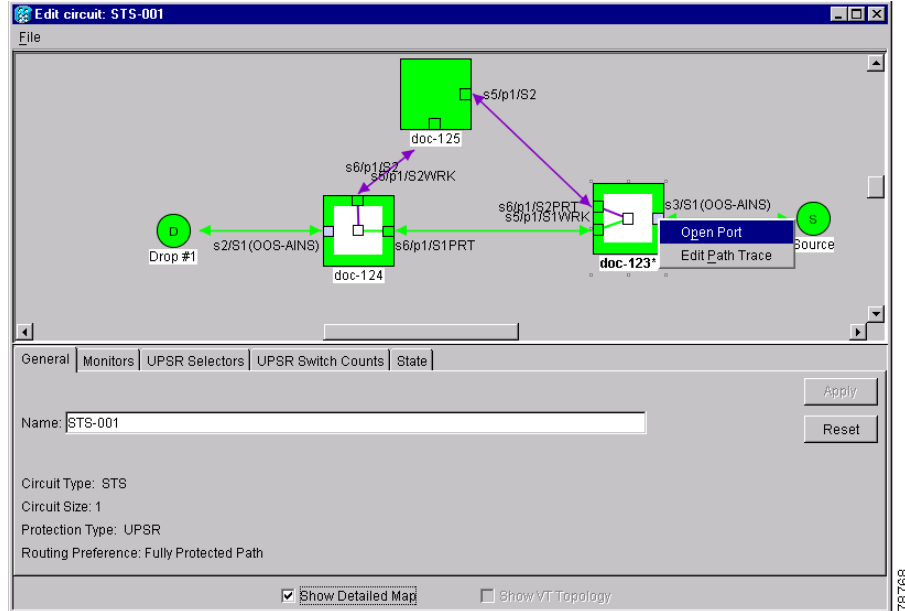 Edit circuit: STS-001
File
s5/p1/S2
doc-125
s6/p1/S2
s5/p1/S2WRK
s6/p1/S2PRT
s5/p1/S1WRK
s3/S1(OOS-AINS)
D
S
Open Port
Source
s2/S1(OOS-AINS)
s6/p1/S1PRT
Drop #1
doc-124
doc-123*
Edit Path Trace
General Monitors UPSR Selectors UPSR Switch Counts State
Apply
Name: STS-001
Reset
Circuit Type: STS
Circuit Size: 1
Protection Type: UPSR
Routing Preference: Fully Protected Path
Show Detailed Map Show VT Topology
78768